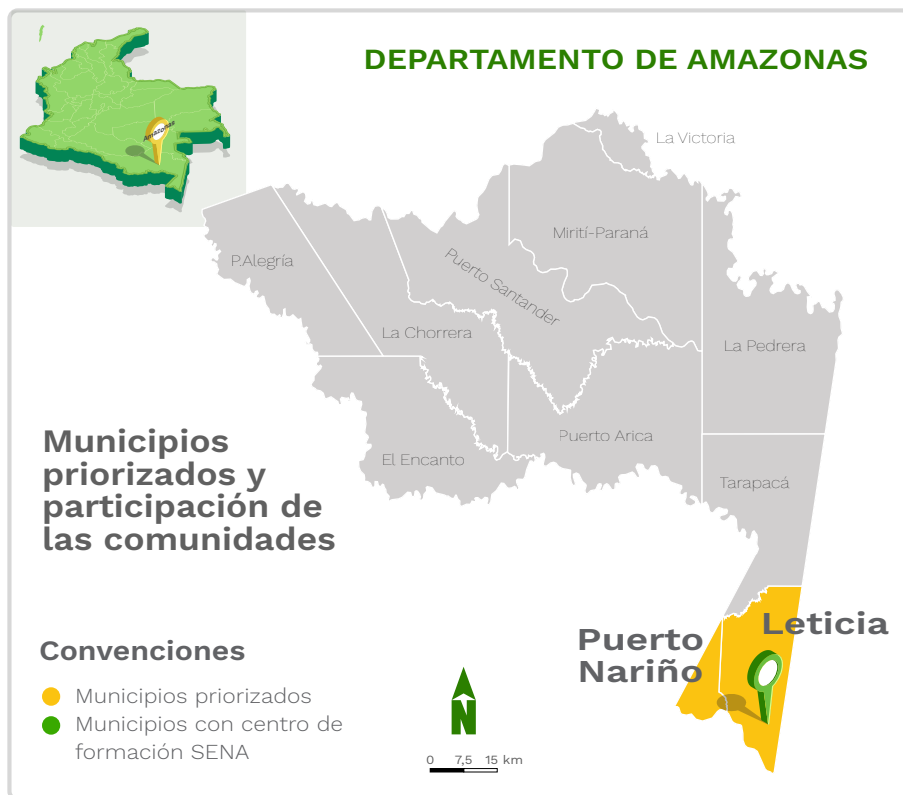 DEPARTAMENTO DE AMAZONAS
Amazonas
La Victoria
Mirití-Paraná
P.Alegría
Puerto Santander
La Chorrera
La Pedrera
Puerto Arica
El Encanto
Tarapacá
Municipios
priorizados y
participación de
las comunidades
Leticia
Puerto
Nariño
Convenciones
Municipios priorizados
Municipios con centro de
formación SENA
N
0 7,5 15 km